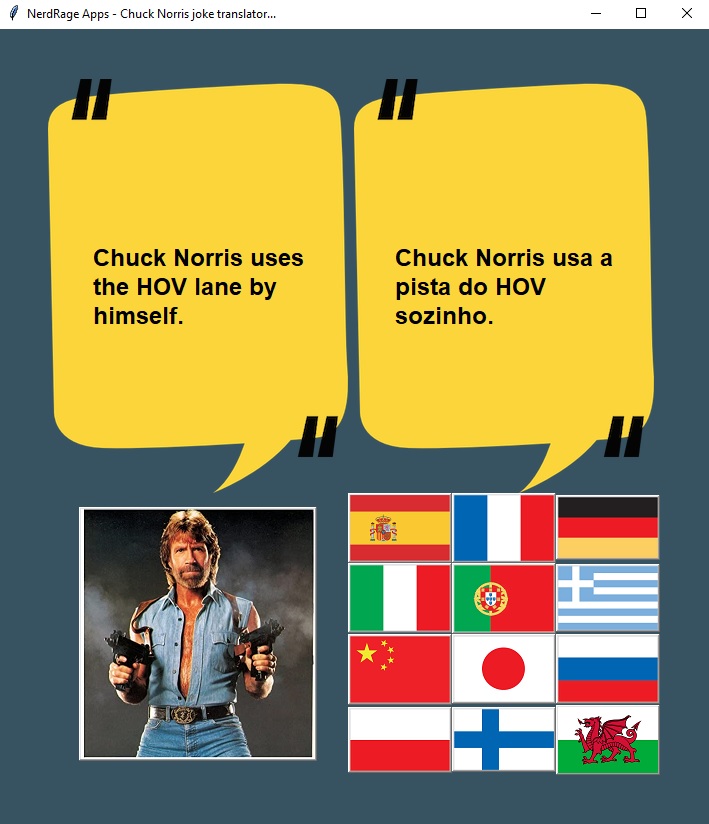 NerdRage Apps - Chuck Norris joke translator...
Chuck Norris uses
the HOV lane by
himself.
Chuck Norris usa a
pista do HOV
sozinho.